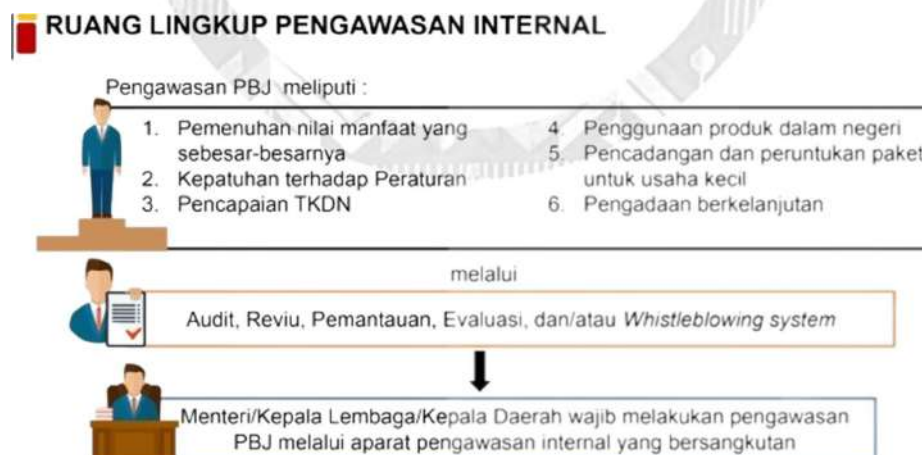 RUANG LINGKUP PENGAWASAN INTERNAL
Pengawasan PBJ meliputi :
1. Pemenuhan nilai manfaat yang
sebesar-besarnya
2. Kepatuhan terhadap Peraturan
3. Pencapaian TKDN
4. Penggunaan produk dalam negeri
5. Pencadangan dan peruntukan paket
untuk usaha kecil
6. Pengadaan berkelanjutan
melalui
Audit, Reviu, Pemantauan, Evaluasi, dan/atau Whistleblowing system
Menteri/Kepala Lembaga/Kepala Daerah wajib melakukan pengawasan
PBJ melalui aparat pengawasan internal yang bersangkutan